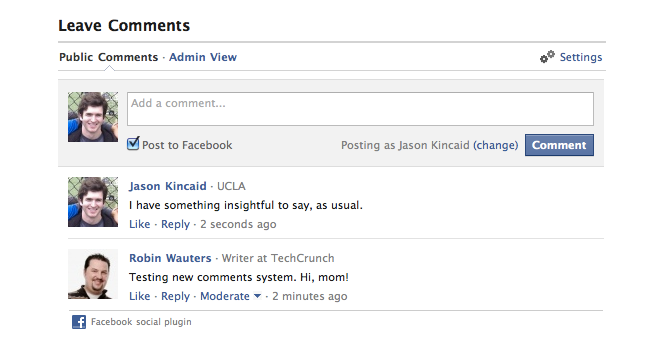 Leave Comments
Public Comments · Admin View Settings
Add a comment...
Post to Facebook Posting as Jason Kincaid (change) Comment
Jason Kincaid · UCLA
I have something insightful to say, as usual.
Like · Reply · 2 seconds ago
Robin Wauters · Writer at TechCrunch
Testing new comments system. Hi, mom!
Like · Reply · Moderate · 2 minutes ago
f Facebook social plugin